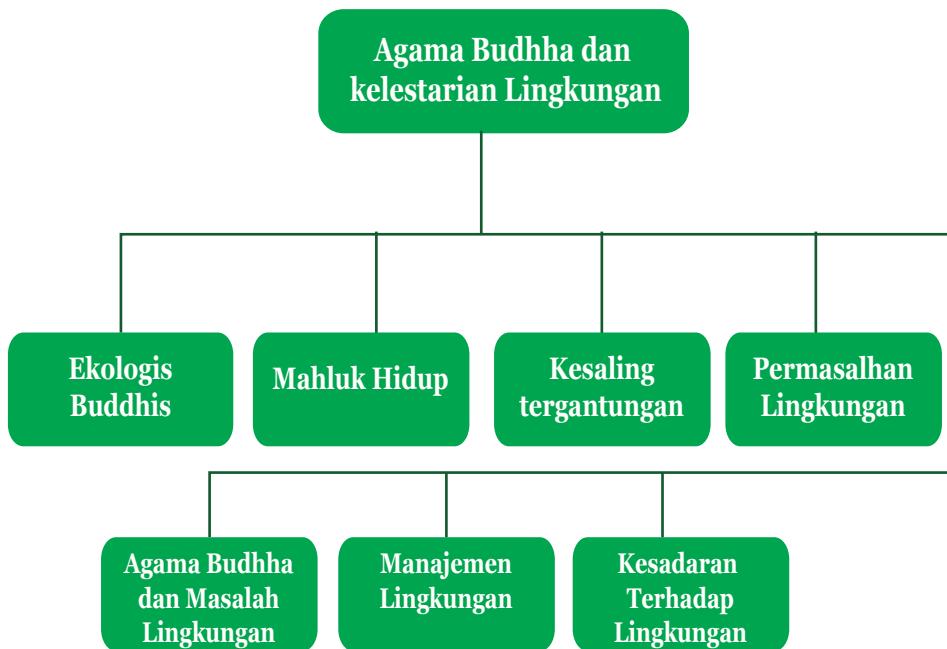 Agama Budhha dan
kelestarian Lingkungan
Ekologis
Buddhis
Mahluk Hidup
Kesaling
tergantungan
Permasalhan
Lingkungan
Agama Budhha
dan Masalah
Lingkungan
Manajemen
Lingkungan
Kesadaran
Terhadap
Lingkungan